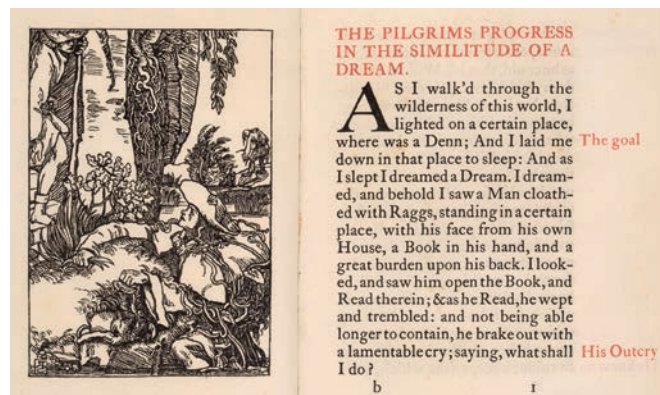 THE PILGRIMS PROGRESS
IN THE SIMILITUDE OF A
DREAM.
AS I walk'd through the
wilderness of this world, I
lighted on a certain place,
where was a Denn; And I laid me The goal
down in that place to sleep: And as
I slept I dreamed a Dream. I dream-
ed, and behold I saw a Man cloath-
ed with Raggs, standing in a certain
place, with his face from his own
House, a Book in his hand, and a
great burden upon his back. I look-
ed, and saw him open the Book, and
Read therein; & as he Read, he wept
and trembled: and not being able
longer to contain, he brake out with
a lamentable cry; saying, what shall His Outcry
I do?
b 1